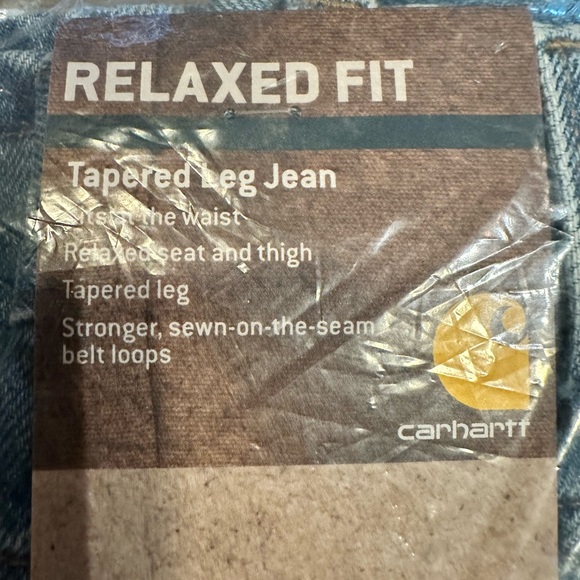 RELAXED FIT
Tapered Leg Jean
Sits at the waist
Relaxed seat and thigh
Tapered leg
Stronger, sewn-on-the-seam
belt loops
carhartt